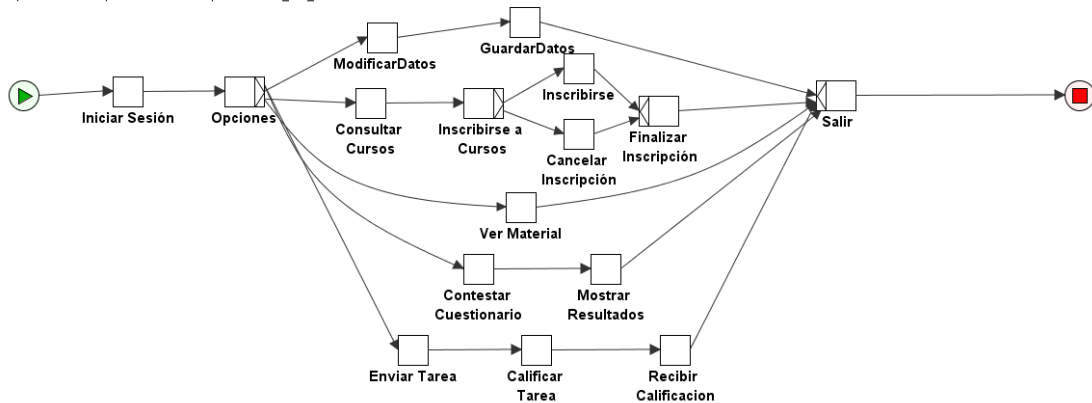 ModificarDatos
GuardarDatos
Iniciar Sesión
Opciones
Consultar
Cursos
Inscribirse a
Cursos
Inscribirse
Cancelar
Inscripción
Finalizar
Inscripción
Salir
Ver Material
Contestar
Cuestionario
Mostrar
Resultados
Enviar Tarea
Calificar
Tarea
Recibir
Calificacion